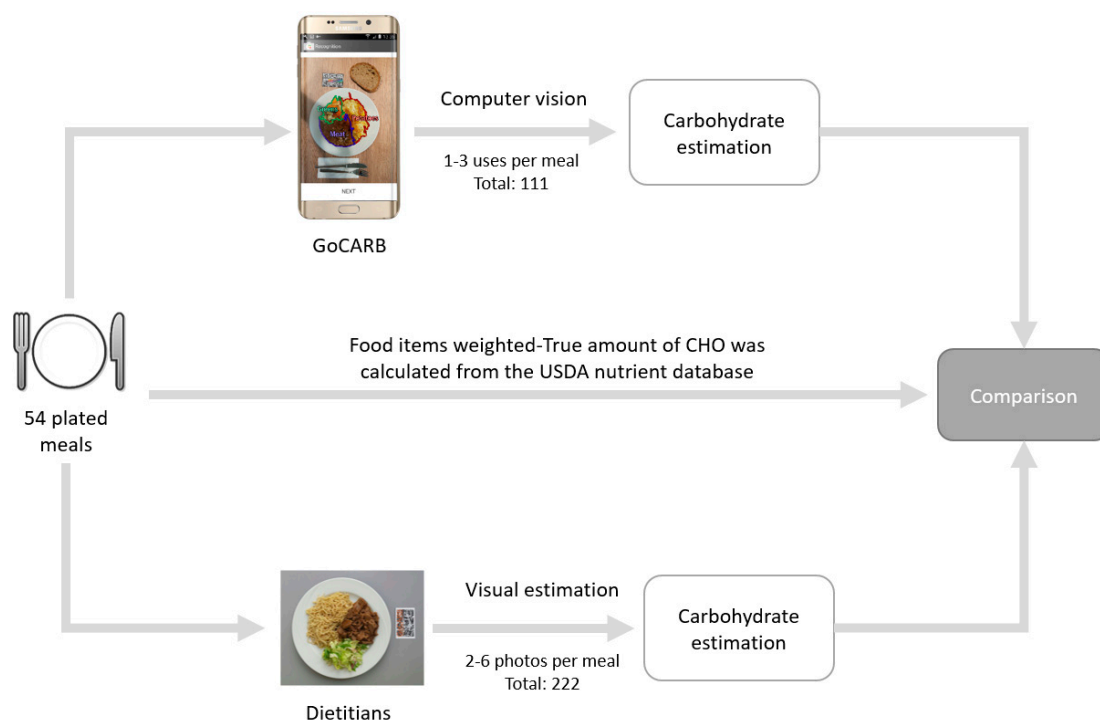 Computer vision
1-3 uses per meal
Total: 111
Carbohydrate
estimation
NEXT
GoCARB
Food items weighted-True amount of CHO was
calculated from the USDA nutrient database
Comparison
54 plated
meals
Visual estimation
2-6 photos per meal
Total: 222
Carbohydrate
estimation
Dietitians